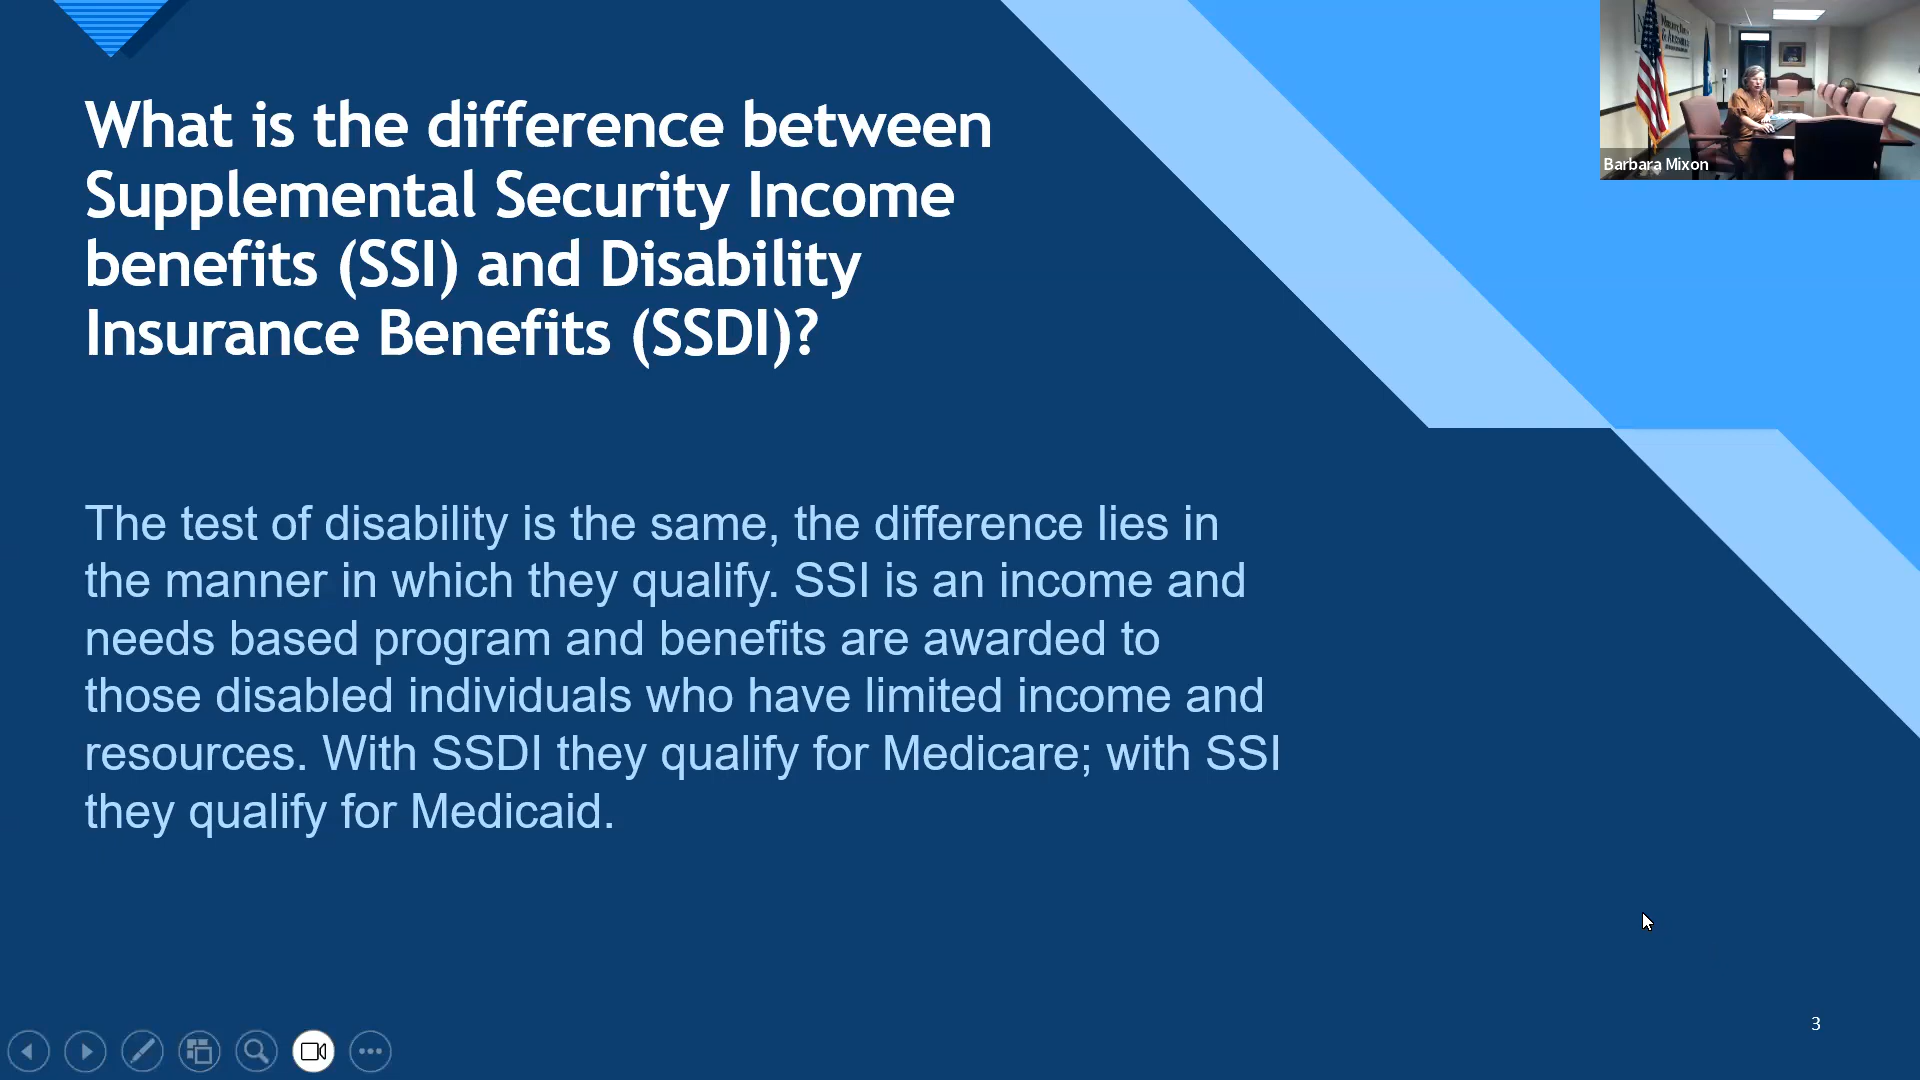 What is the difference between
Supplemental Security Income
benefits (SSI) and Disability
Insurance Benefits (SSDI)?
The test of disability is the same, the difference lies in
the manner in which they qualify. SSI is an income and
needs based program and benefits are awarded to
those disabled individuals who have limited income and
resources. With SSDI they qualify for Medicare; with SSI
they qualify for Medicaid.
Barbara Mixon
3